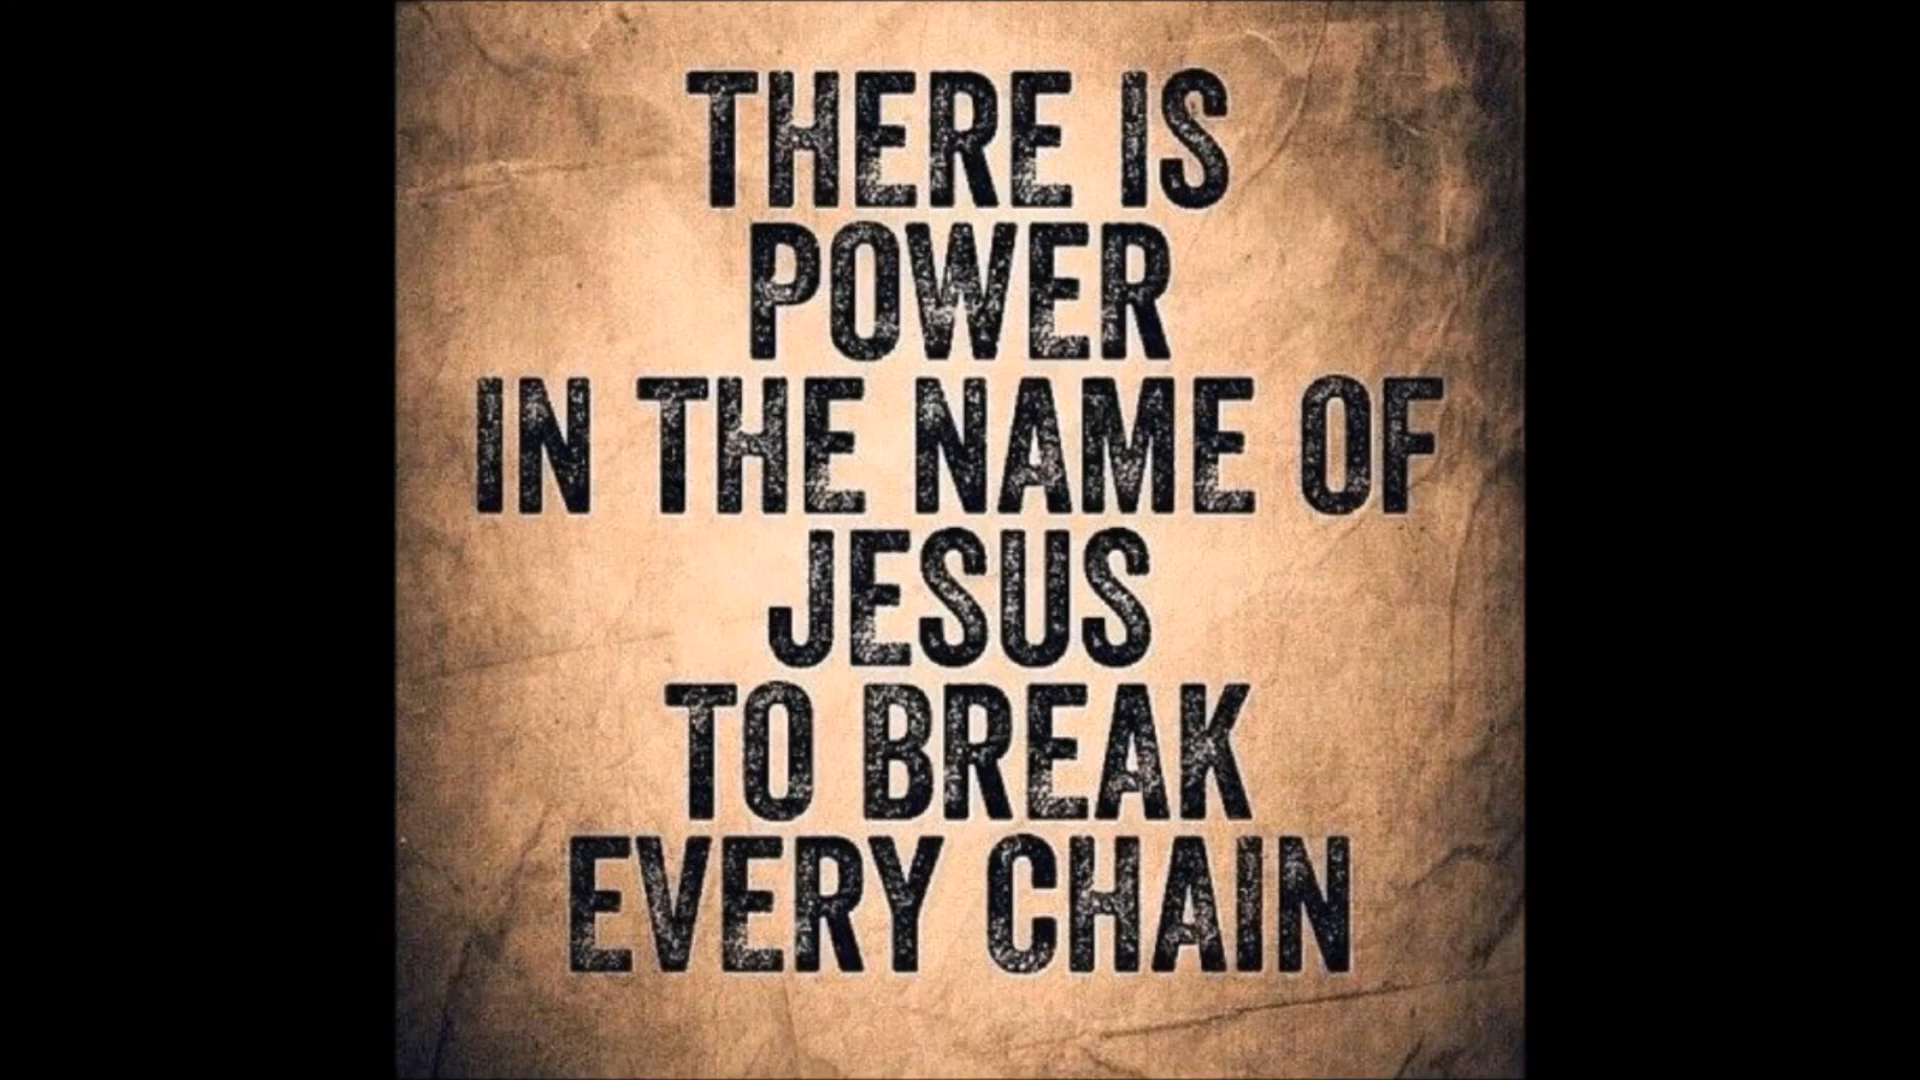 THERE IS
POWER
IN THE NAME OF
JESUS
TO BREAK
EVERY CHAIN